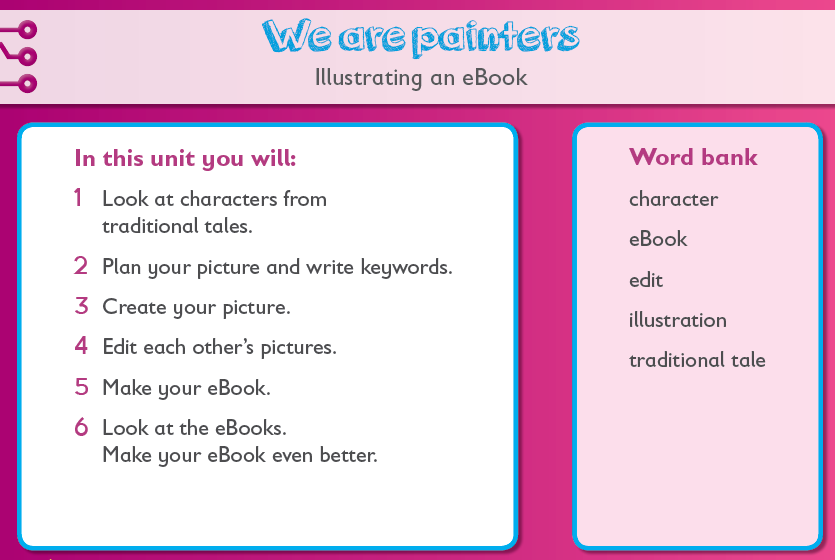 We are painters
Illustrating an eBook
In this unit you will:
1 Look at characters from
traditional tales.
2 Plan your picture and write keywords.
3 Create your picture.
4 Edit each other’s pictures.
5 Make your eBook.
6 Look at the eBooks.
Make your eBook even better.
Word bank
character
eBook
edit
illustration
traditional tale